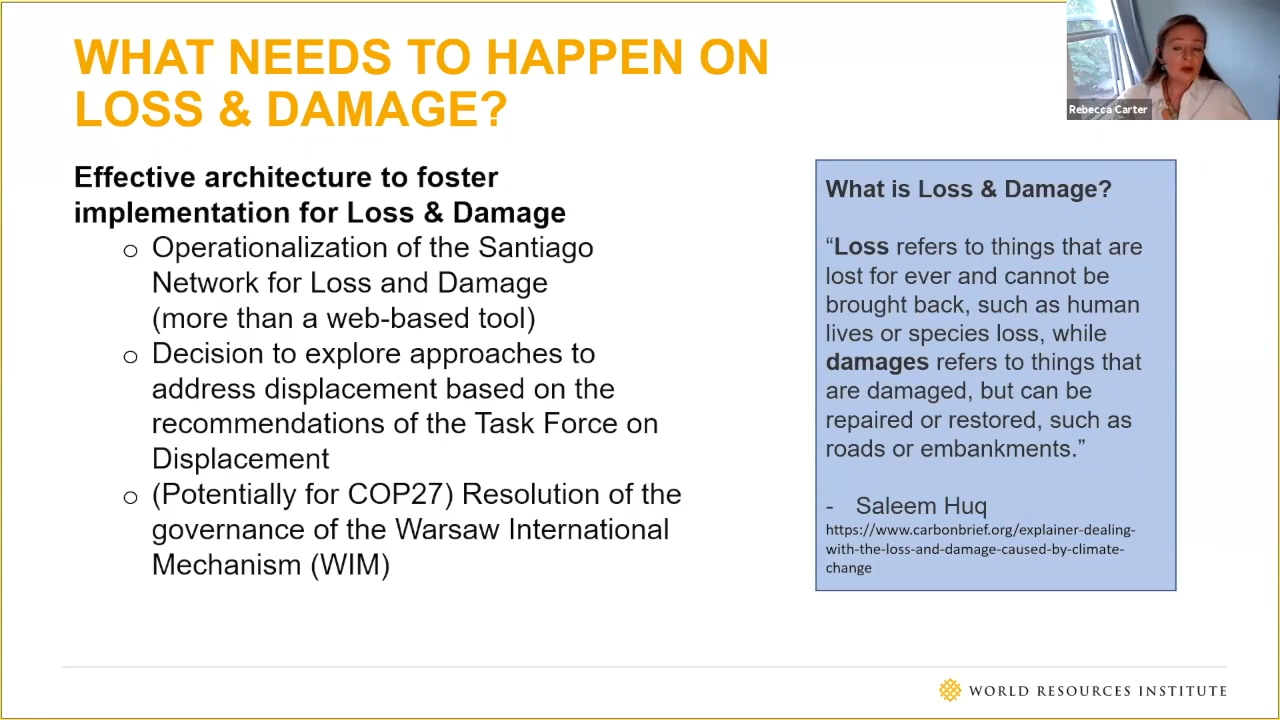 WHAT NEEDS TO HAPPEN ON
LOSS & DAMAGE?
Rebecca Carter
Effective architecture to foster
implementation for Loss & Damage
o Operationalization of the Santiago
Network for Loss and Damage
(more than a web-based tool)
o Decision to explore approaches to
address displacement based on the
recommendations of the Task Force on
Displacement
o (Potentially for COP27) Resolution of the
governance of the Warsaw International
Mechanism (WIM)
What is Loss & Damage?
“Loss refers to things that are
lost for ever and cannot be
brought back, such as human
lives or species loss, while
damages refers to things that
are damaged, but can be
repaired or restored, such as
roads or embankments.”
- Saleem Huq
https://www.carbonbrief.org/explainer-dealing-
with-the-loss-and-damage-caused-by-climate-
change
WORLD RESOURCES INSTITUTE